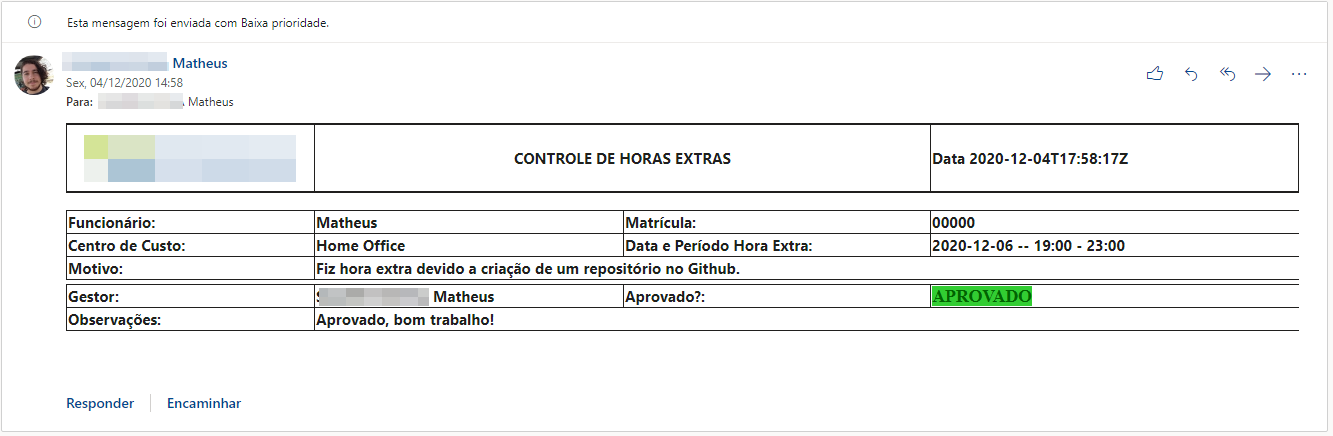 Esta mensagem foi enviada com Baixa prioridade.
Matheus
Sex, 04/12/2020 14:58
Para: Matheus
CONTROLE DE HORAS EXTRAS
Data 2020-12-04T17:58:17Z
Funcionário: Matheus Matrícula: 00000
Centro de Custo: Home Office Data e Período Hora Extra: 2020-12-06 -- 19:00 - 23:00
Motivo: Fiz hora extra devido a criação de um repositório no Github.
Gestor: Matheus Aprovado?: APROVADO
Observações: Aprovado, bom trabalho!
Responder Encaminhar